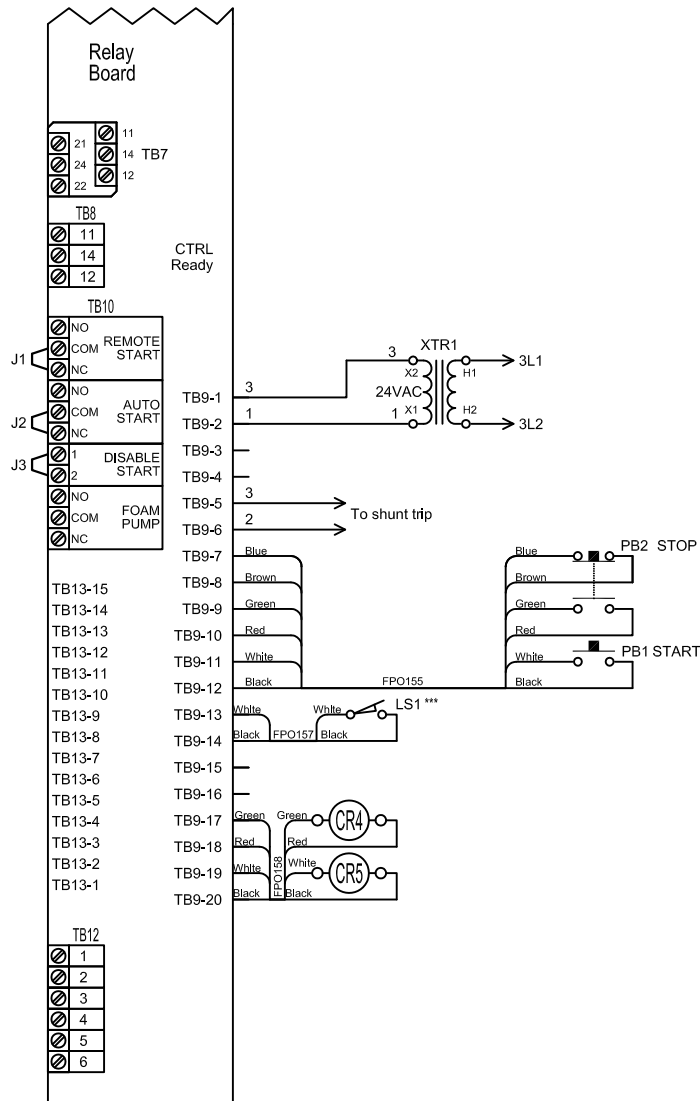 Relay
Board
21
24
22
11
14
12
TB7
TB8
11
14
12
CTRL
Ready
TB10
NO
COM
NC
REMOTE
START
J1
NO
COM
NC
AUTO
START
J2
1
2
DISABLE
START
J3
NO
COM
NC
FOAM
PUMP
TB9-1 3
TB9-2 1
TB9-3
TB9-4
TB9-5 3
TB9-6 2
To shunt trip
3 XTR1
X2 H1 3L1
24VAC
1 X1 H2 3L2
TB9-7 Blue Blue PB2 STOP
TB9-8 Brown Brown
TB9-9 Green Green
TB9-10 Red Red
TB9-11 White White PB1 START
TB9-12 Black FPO155 Black
TB9-13 White White LS1 ***
TB9-14 Black FPO157 Black
TB9-15
TB9-16
TB9-17 Green Green CR4
TB9-18 Red Red
TB9-19 White White CR5
TB9-20 Black Black
FPO158
TB13-15
TB13-14
TB13-13
TB13-12
TB13-11
TB13-10
TB13-9
TB13-8
TB13-7
TB13-6
TB13-5
TB13-4
TB13-3
TB13-2
TB13-1
TB12
1
2
3
4
5
6